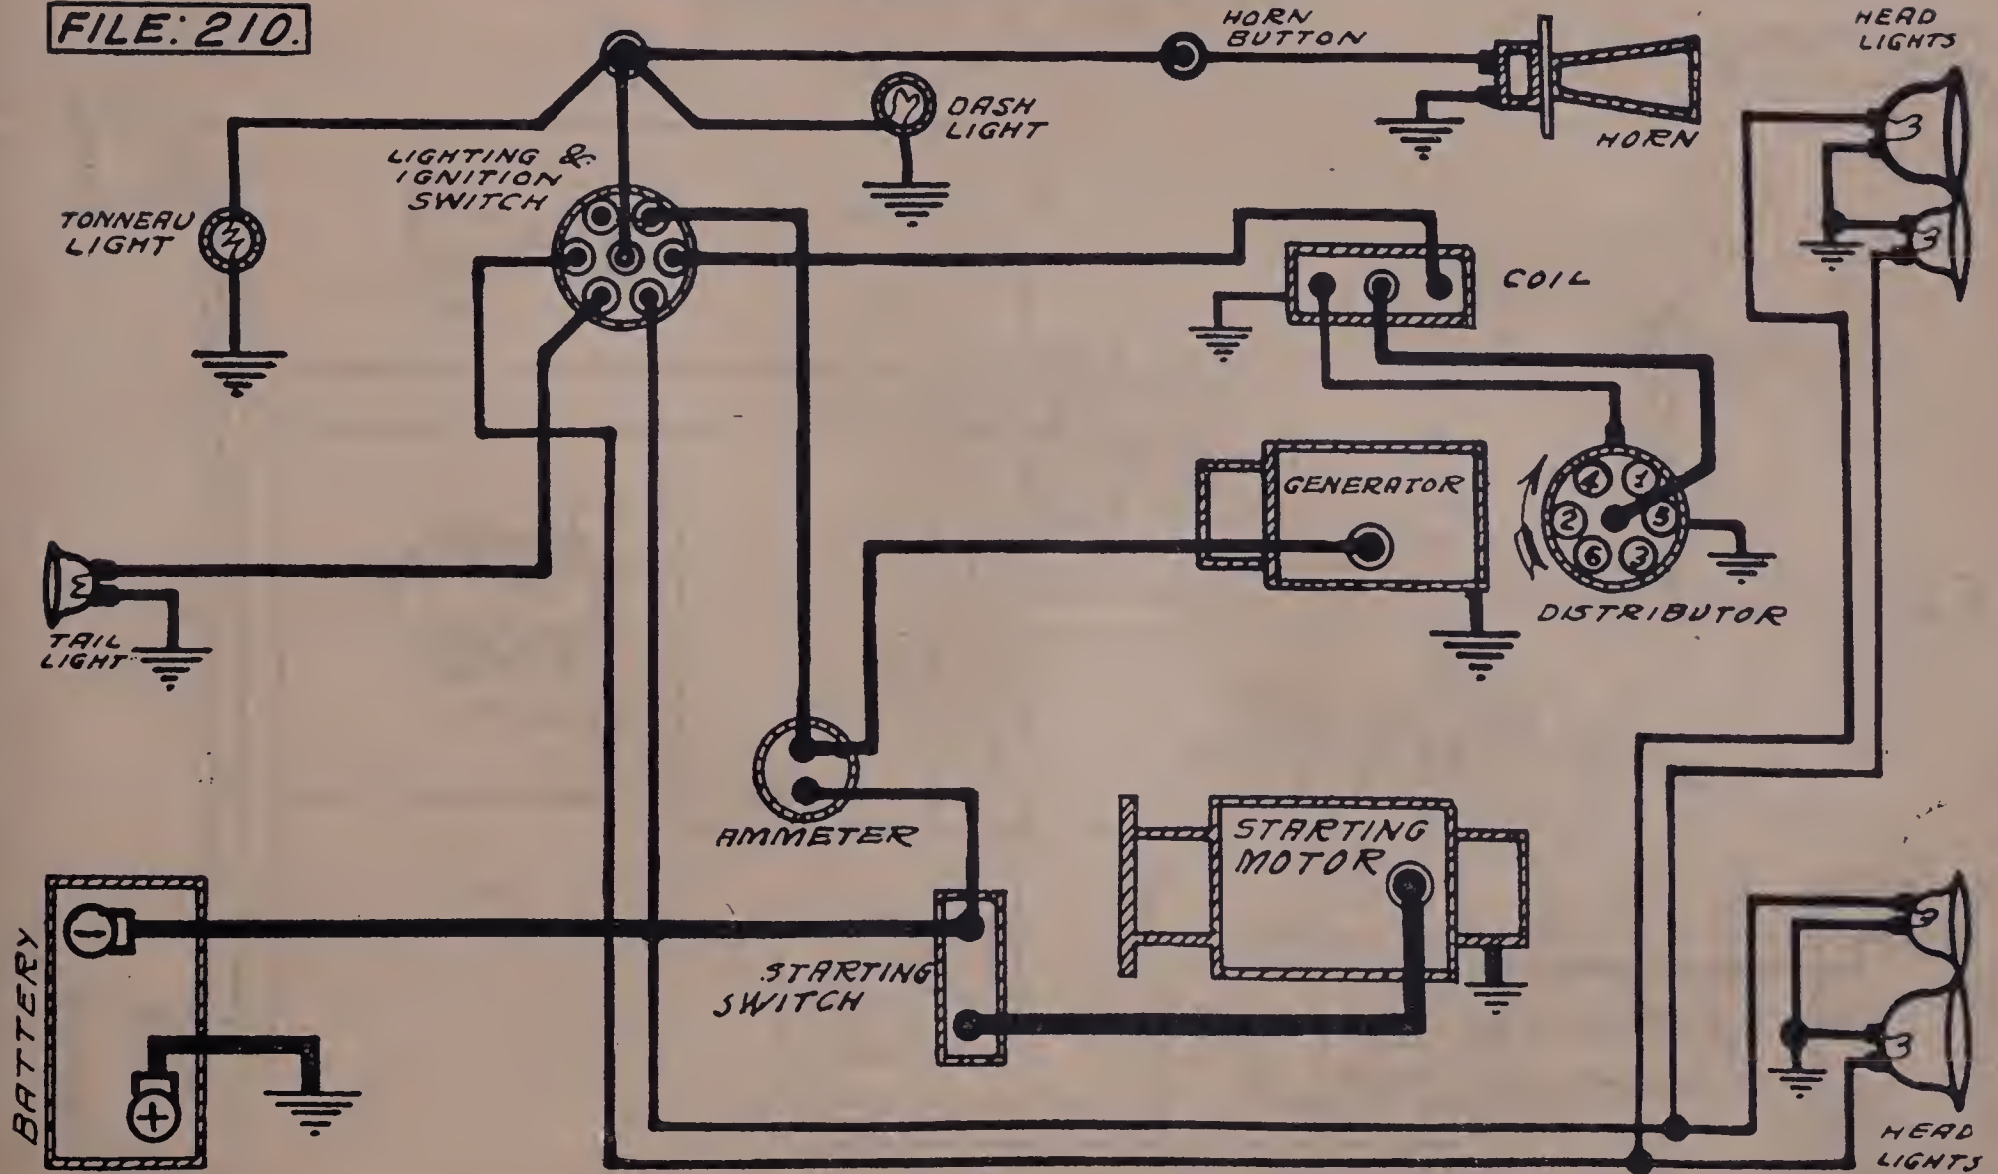 FILE: 210.
HORN
BUTTON
HEAD
LIGHTS
DASH
LIGHT
HORN
LIGHTING &
IGNITION
SWITCH
TONNEAU
LIGHT
COIL
GENERATOR
4 1
2 5
6 3
DISTRIBUTOR
TAIL
LIGHT
AMMETER
STARTING
MOTOR
BATTERY
−
STARTING
SWITCH
+
HEAD
LIGHTS